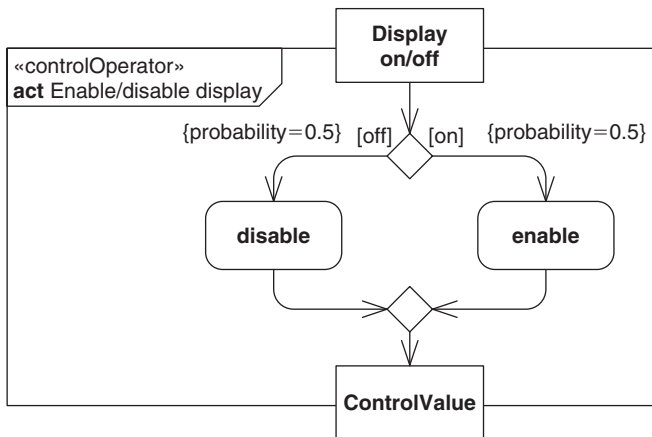 Display
on/off
«controlOperator»
act Enable/disable display
{probability=0.5} [off] [on] {probability=0.5}
disable
enable
ControlValue